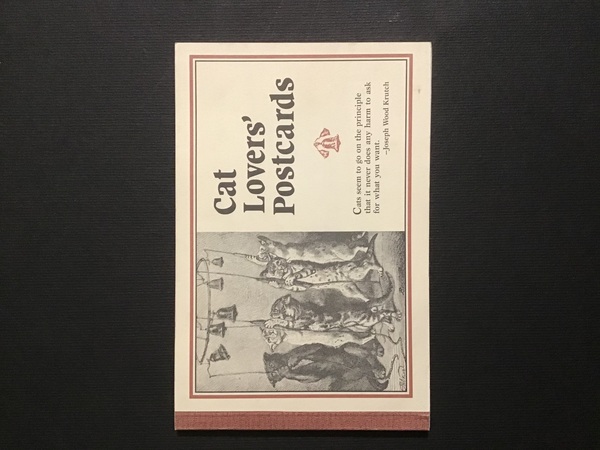 Cat
Lovers'
Postcards
Cats seem to go on the principle
that it never does any harm to ask
for what you want.
–Joseph Wood Krutch